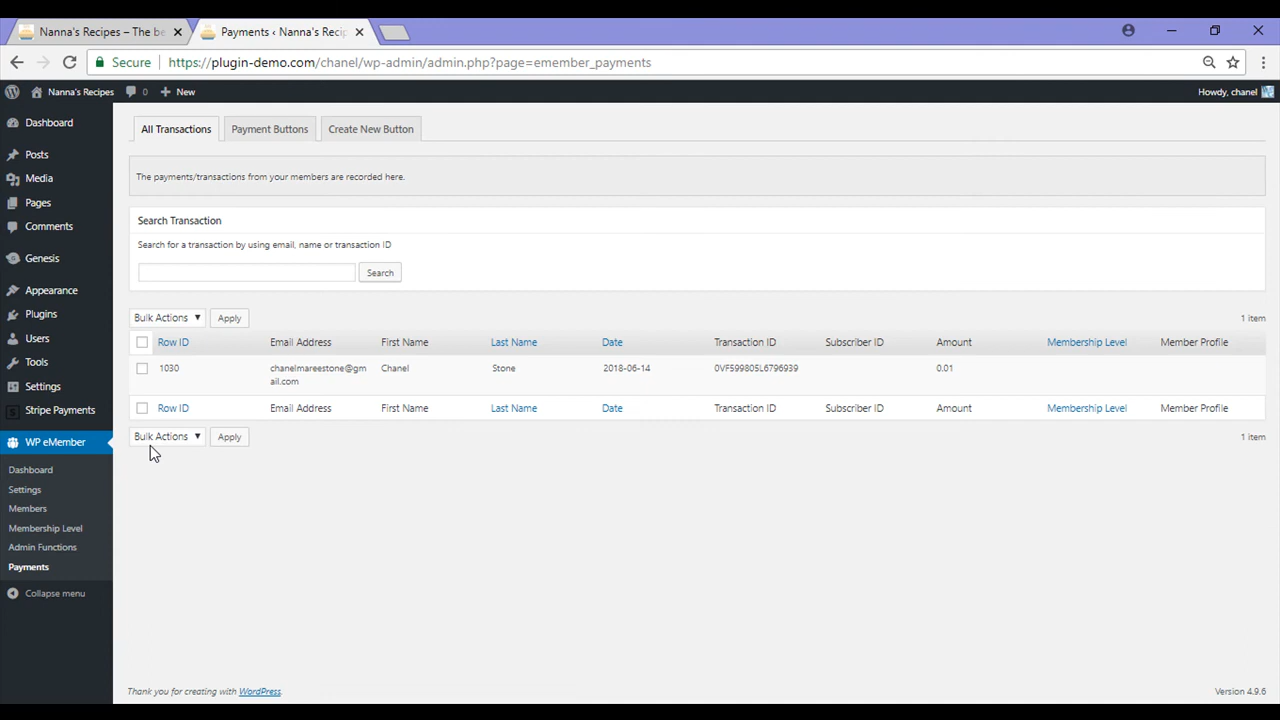 Nanna's Recipes – The be
Payments ‹ Nanna's Recip
Secure https://plugin-demo.com/chanel/wp-admin/admin.php?page=emember_payments
Nanna's Recipes 0 New Howdy, chanel
Dashboard
Posts
Media
Pages
Comments
Genesis
Appearance
Plugins
Users
Tools
Settings
Stripe Payments
WP eMember
Dashboard
Settings
Members
Membership Level
Admin Functions
Payments
Collapse menu
All Transactions Payment Buttons Create New Button
The payments/transactions from your members are recorded here.
Search Transaction
Search for a transaction by using email, name or transaction ID
Search
Bulk Actions Apply 1 item
Row ID Email Address First Name Last Name Date Transaction ID Subscriber ID Amount Membership Level Member Profile
1030 chanelmareestone@gm Chanel Stone 2018-06-14 0VF599805L6796939 0.01
ail.com
Row ID Email Address First Name Last Name Date Transaction ID Subscriber ID Amount Membership Level Member Profile
Bulk Actions Apply 1 item
Thank you for creating with WordPress. Version 4.9.6